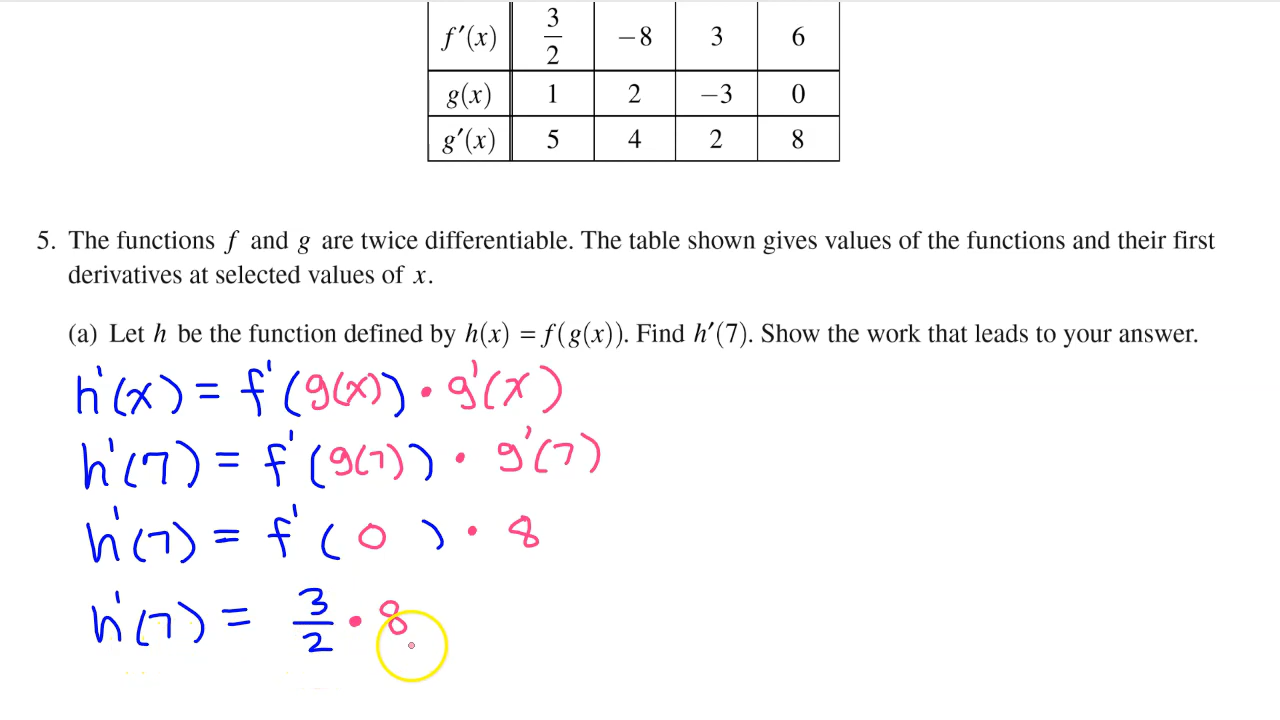 f′(x) 3/2 −8 3 6
g(x) 1 2 −3 0
g′(x) 5 4 2 8
5. The functions f and g are twice differentiable. The table shown gives values of the functions and their first
derivatives at selected values of x.
(a) Let h be the function defined by h(x) = f(g(x)). Find h′(7). Show the work that leads to your answer.
h'(x) = f'(g(x)) · g'(x)
h'(7) = f'(g(7)) · g'(7)
h'(7) = f'(0) · 8
h'(7) = 3/2 · 8